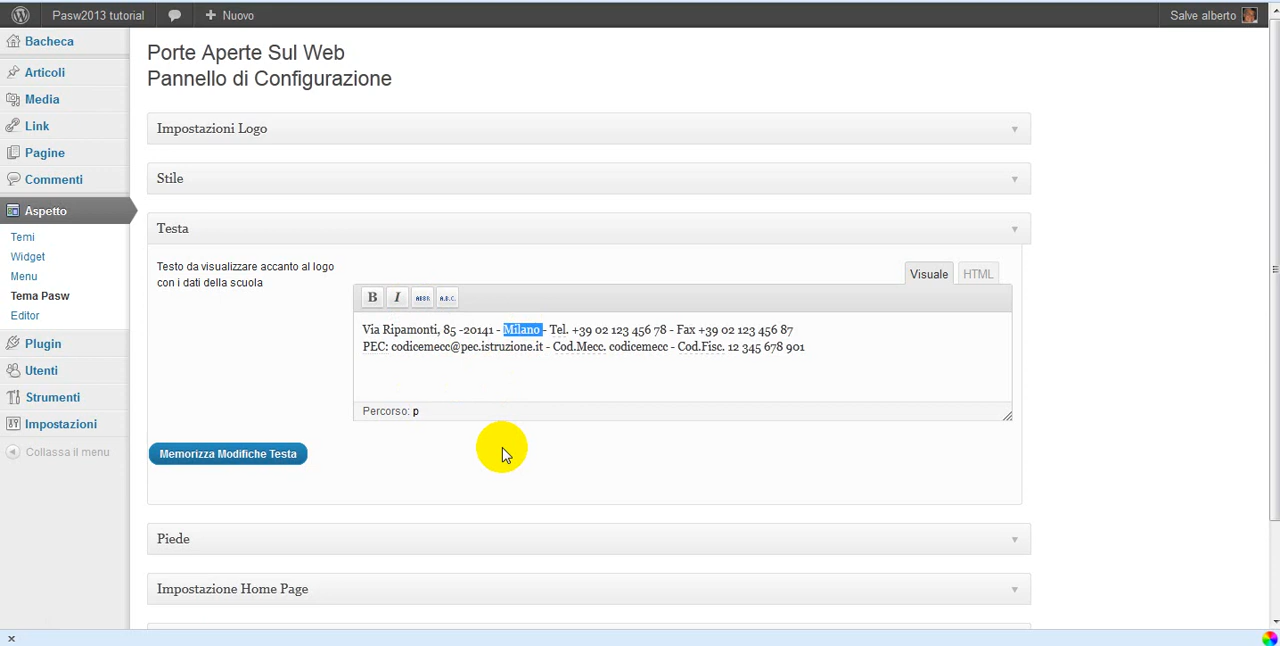 Pasw2013 tutorial
Nuovo
Salve alberto
Bacheca
Articoli
Media
Link
Pagine
Commenti
Aspetto
Temi
Widget
Menu
Tema Pasw
Editor
Plugin
Utenti
Strumenti
Impostazioni
Collassa il menu
Porte Aperte Sul Web
Pannello di Configurazione
Impostazioni Logo
Stile
Testa
Testo da visualizzare accanto al logo
con i dati della scuola
Visuale HTML
B I ABBR A.B.C.
Via Ripamonti, 85 -20141 - Milano - Tel. +39 02 123 456 78 - Fax +39 02 123 456 87
PEC: codicemecc@pec.istruzione.it - Cod.Mecc. codicemecc - Cod.Fisc. 12 345 678 901
Percorso: p
Memorizza Modifiche Testa
Piede
Impostazione Home Page